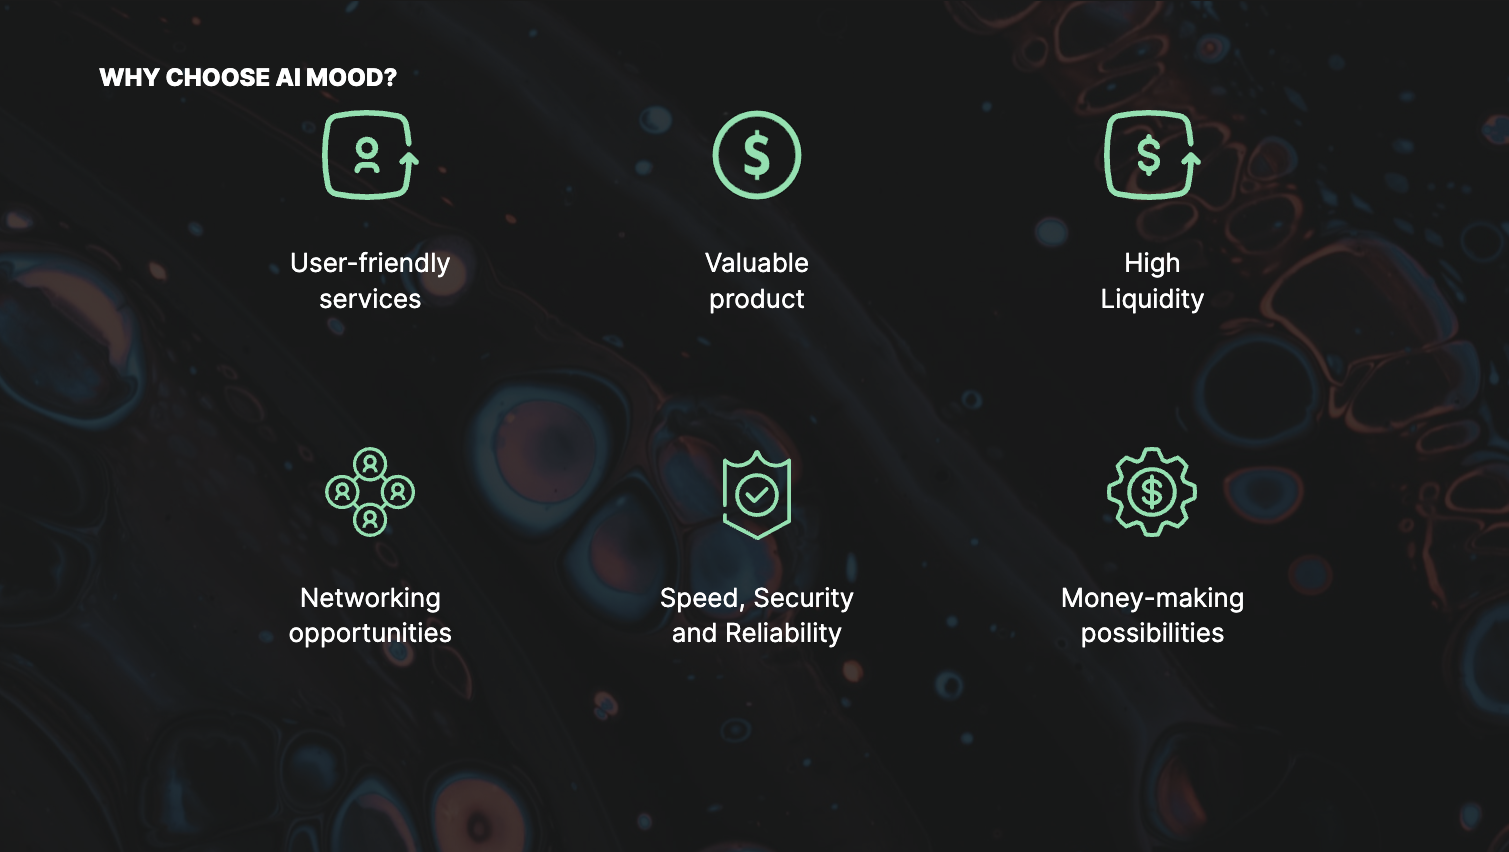 WHY CHOOSE AI MOOD?
User-friendly
services
Valuable
product
High
Liquidity
Networking
opportunities
Speed, Security
and Reliability
Money-making
possibilities